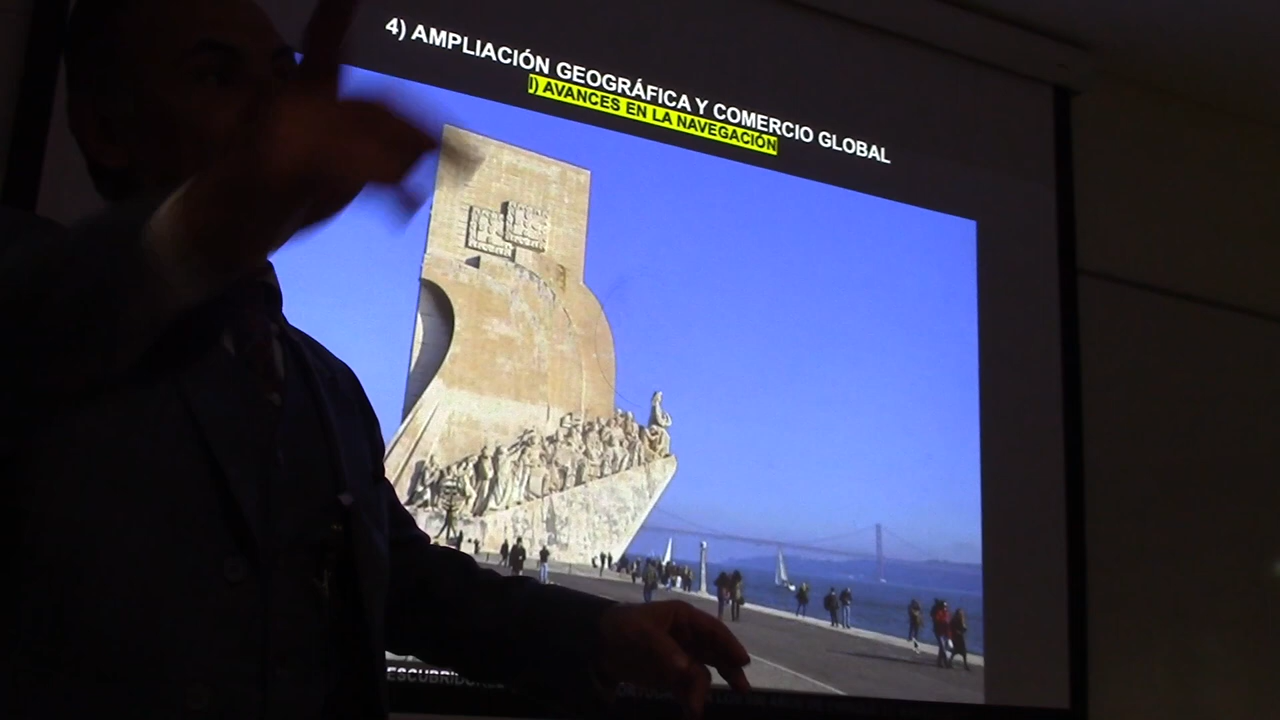 4) AMPLIACIÓN GEOGRÁFICA Y COMERCIO GLOBAL
I) AVANCES EN LA NAVEGACIÓN